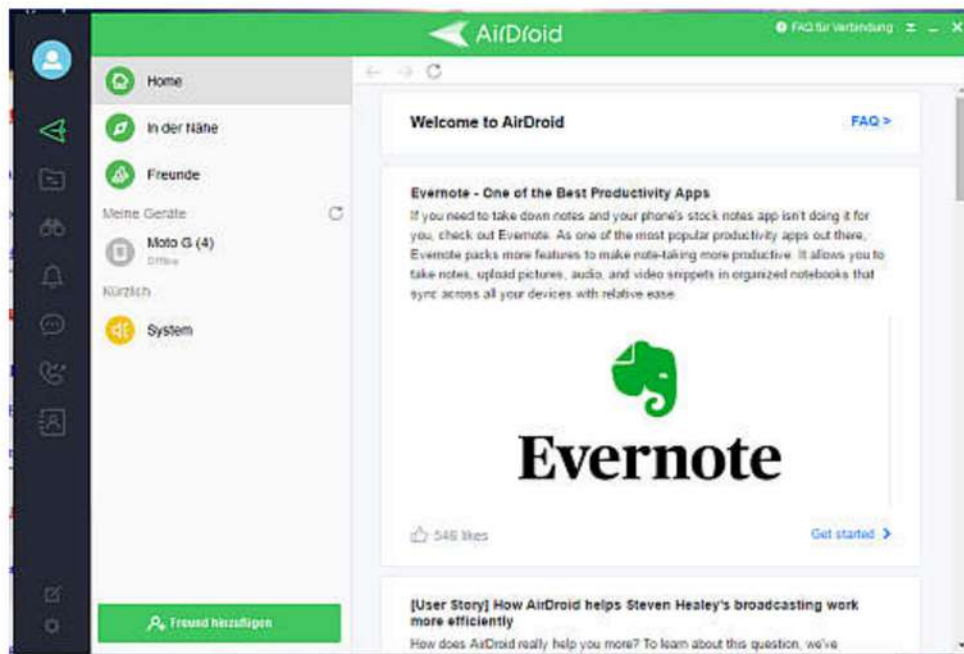 AirDroid
FAQ für Verbindung
Home
In der Nähe
Freunde
Meine Geräte
Moto G (4)
Offline
Kürzlich
System
Freund hinzufügen
Welcome to AirDroid
FAQ >
Evernote - One of the Best Productivity Apps
If you need to take down notes and your phone's stock notes app isn't doing it for
you, check out Evernote. As one of the most popular productivity apps out there,
Evernote packs more features to make note-taking more productive. It allows you to
take notes, upload pictures, audio, and video snippets in organized notebooks that
sync across all your devices with relative ease.
Evernote
546 likes
Get started >
[User Story] How AirDroid helps Steven Healey's broadcasting work
more efficiently
How does AirDroid really help you more? To learn about this question, we've